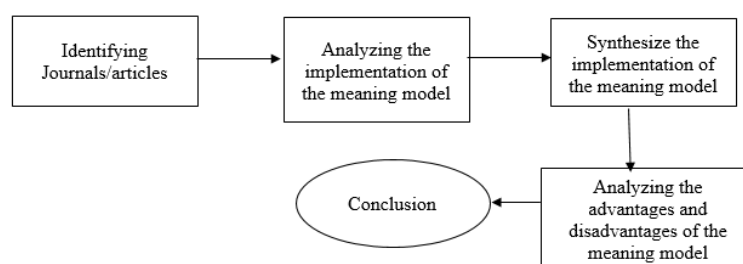 Identifying
Journals/articles
Analyzing the
implementation of
the meaning model
Synthesize the
implementation of
the meaning model
Analyzing the
advantages and
disadvantages of the
meaning model
Conclusion